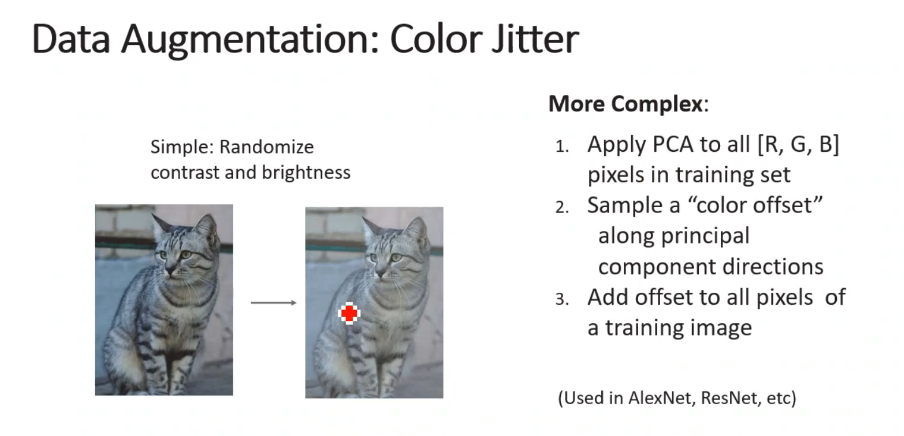 Data Augmentation: Color Jitter
Simple: Randomize
contrast and brightness
More Complex:
1. Apply PCA to all [R, G, B]
pixels in training set
2. Sample a “color offset”
along principal
component directions
3. Add offset to all pixels of
a training image
(Used in AlexNet, ResNet, etc)